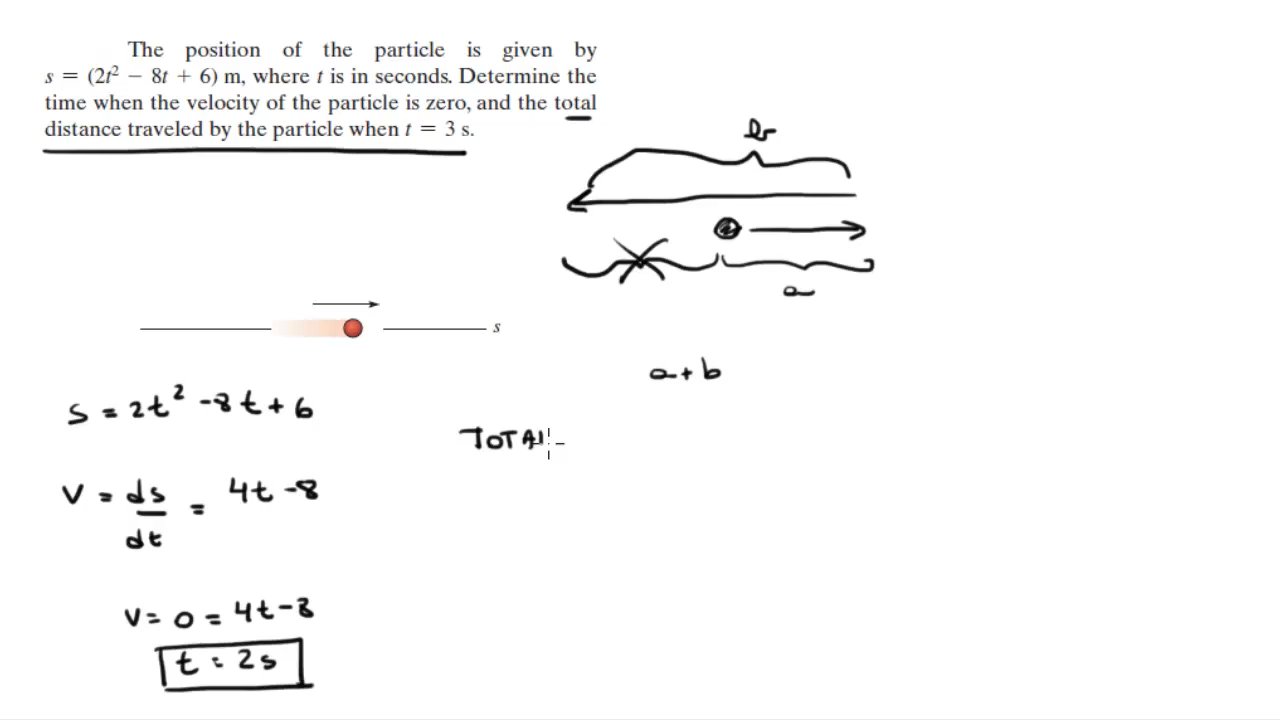 The position of the particle is given by
s = (2t² − 8t + 6) m, where t is in seconds. Determine the
time when the velocity of the particle is zero, and the total
distance traveled by the particle when t = 3 s.
b
a
s
a + b
S = 2t² - 8t + 6
TOTAL
V = ds/dt = 4t - 8
V = 0 = 4t - 8
t = 2s